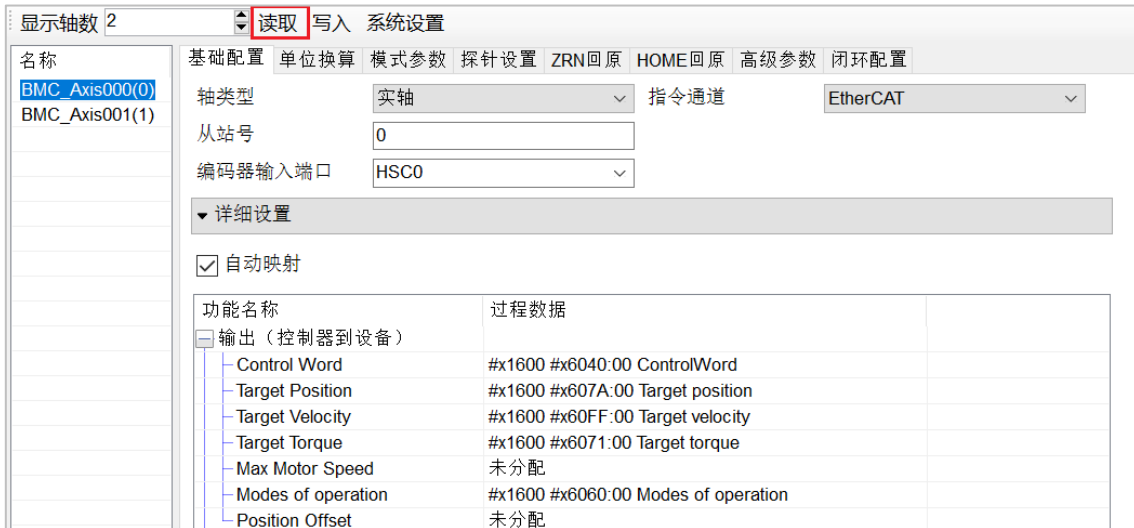 显示轴数 2 读取 写入 系统设置
名称
BMC_Axis000(0)
BMC_Axis001(1)
基础配置 单位换算 模式参数 探针设置 ZRN回原 HOME回原 高级参数 闭环配置
轴类型 实轴 指令通道 EtherCAT
从站号 0
编码器输入端口 HSC0
详细设置
自动映射
功能名称 过程数据
输出（控制器到设备）
Control Word #x1600 #x6040:00 ControlWord
Target Position #x1600 #x607A:00 Target position
Target Velocity #x1600 #x60FF:00 Target velocity
Target Torque #x1600 #x6071:00 Target torque
Max Motor Speed 未分配
Modes of operation #x1600 #x6060:00 Modes of operation
Position Offset 未分配